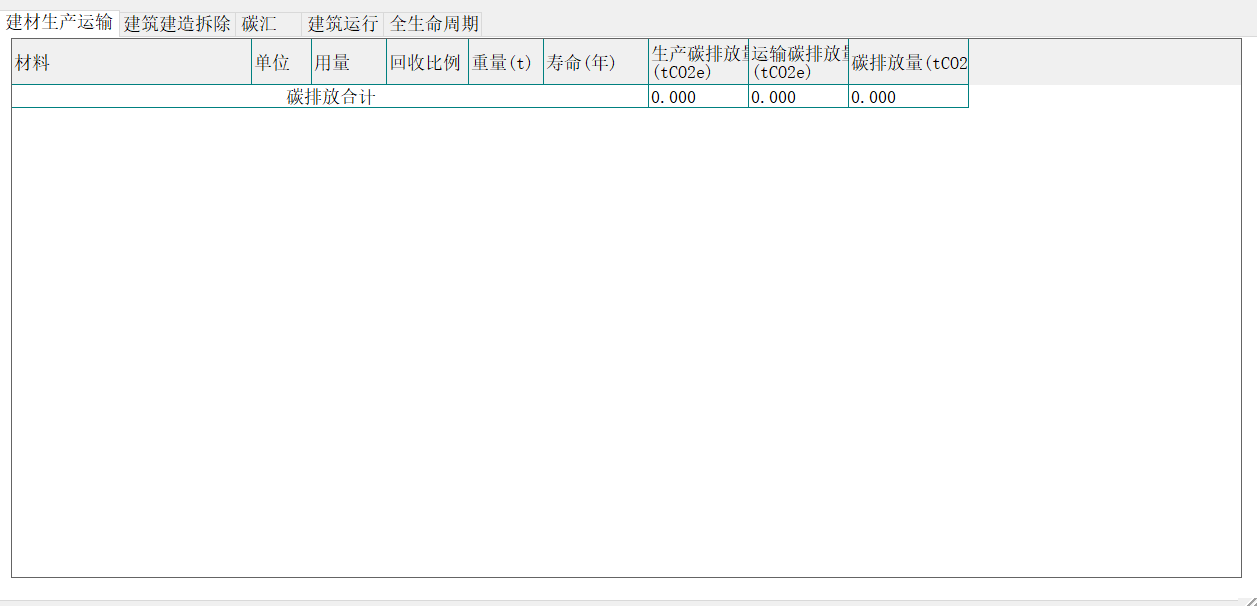 建材生产运输 建筑建造拆除 碳汇 建筑运行 全生命周期
材料 单位 用量 回收比例 重量(t) 寿命(年) 生产碳排放量(tCO2e) 运输碳排放量(tCO2e) 碳排放量(tCO2
碳排放合计 0.000 0.000 0.000